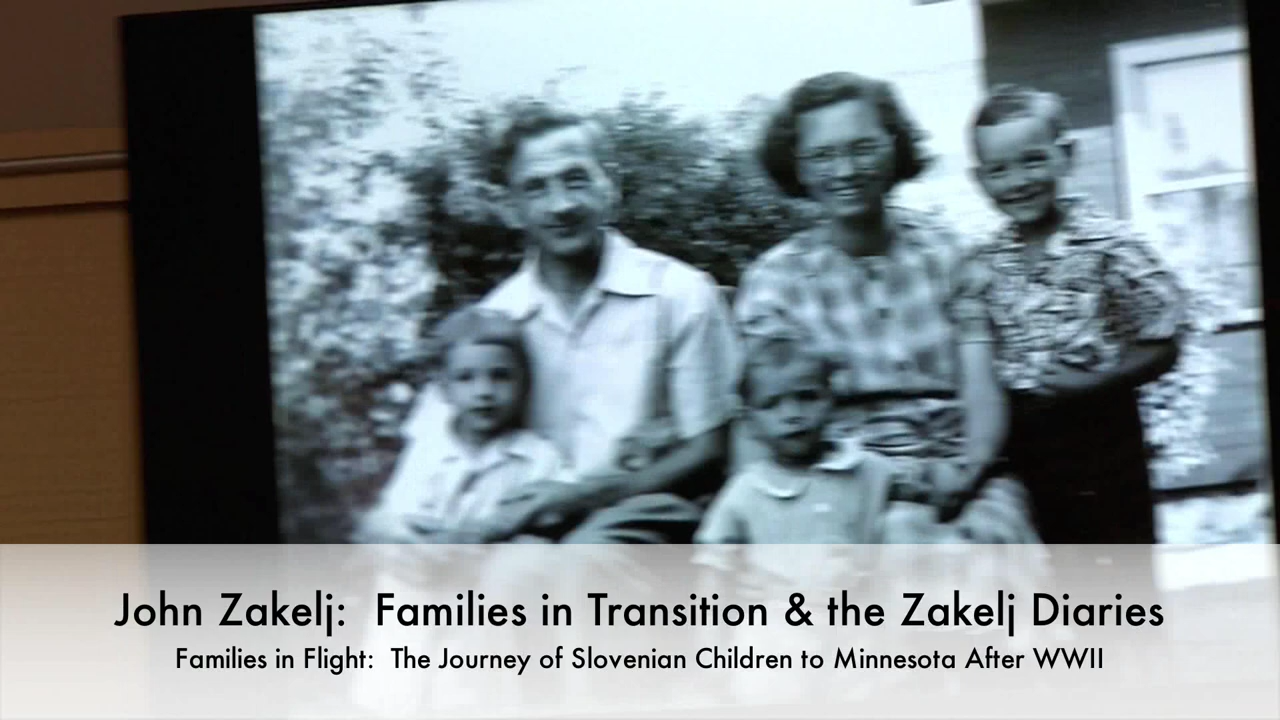 John Zakelj:  Families in Transition & the Zakelj Diaries
Families in Flight:  The Journey of Slovenian Children to Minnesota After WWII